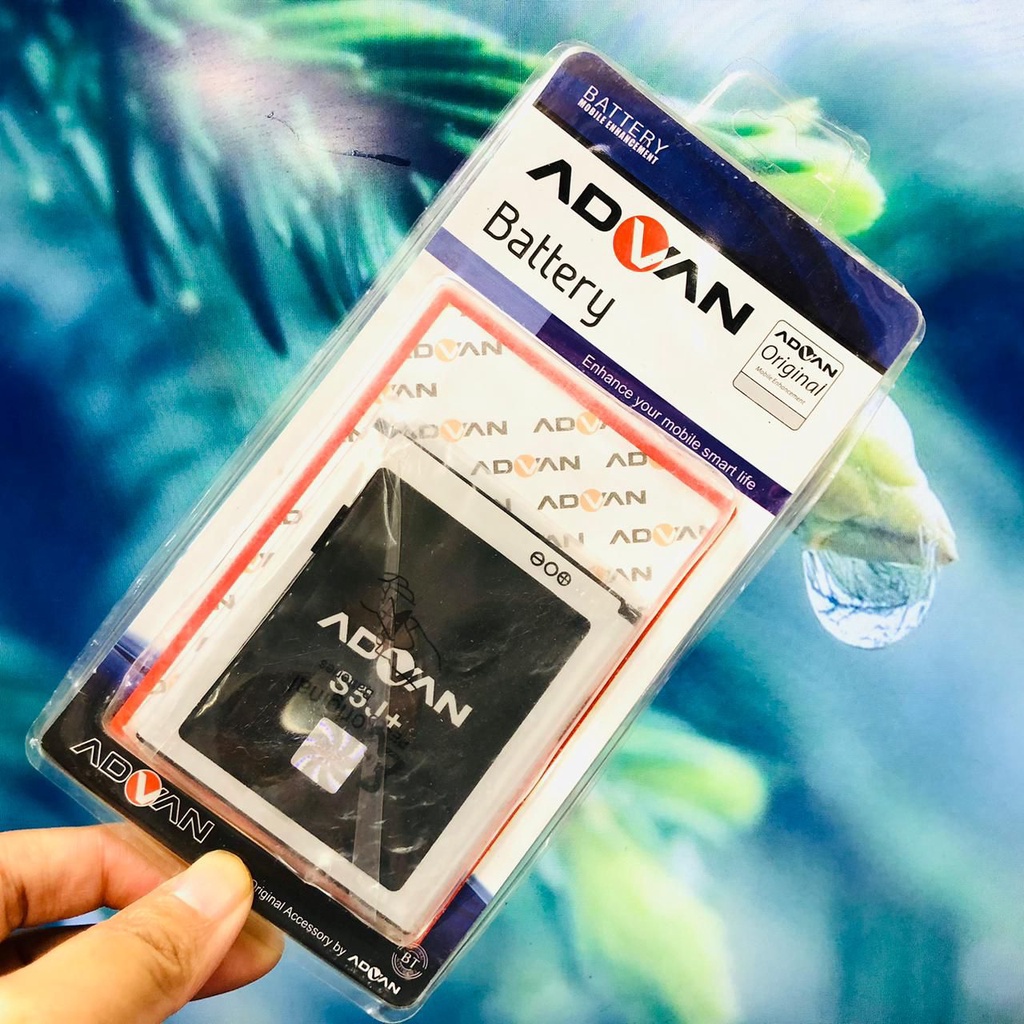 BATTERY
MOBILE ENHANCEMENT
ADVAN
Battery
ADVAN
Original
Mobile Enhancement
Enhance your mobile smart life
ADVAN
ADVAN
ADVAN
ADVAN
ADVAN
ADVAN
ADVAN
S5J+
ADVAN
Original Accessory by ADVAN
BT